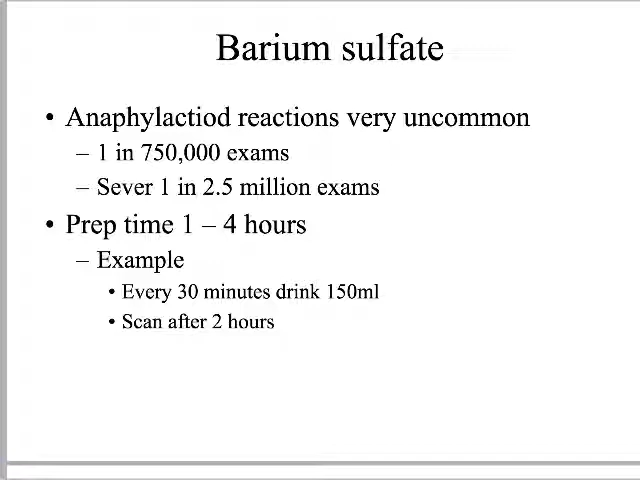 Barium sulfate
• Anaphylactiod reactions very uncommon
– 1 in 750,000 exams
– Sever 1 in 2.5 million exams
• Prep time 1 – 4 hours
– Example
• Every 30 minutes drink 150ml
• Scan after 2 hours